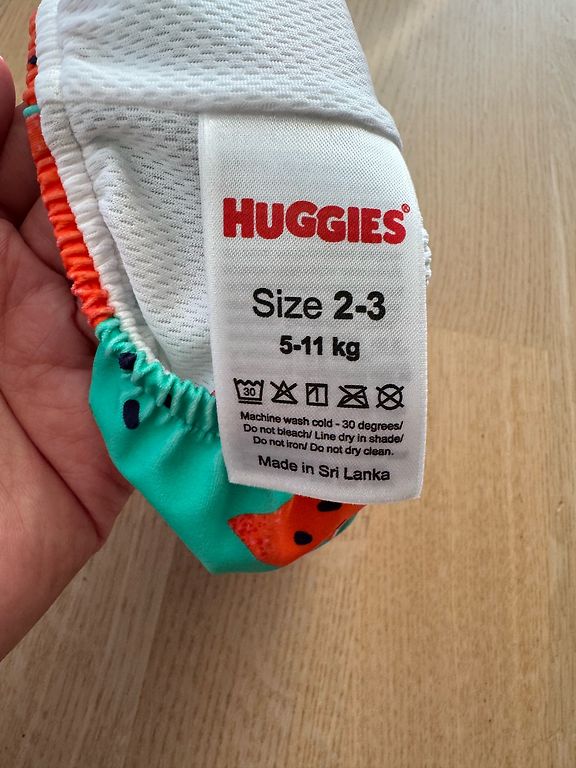 HUGGIES®
Size 2-3
5-11 kg
30
Machine wash cold - 30 degrees/
Do not bleach/ Line dry in shade/
Do not iron/ Do not dry clean.
Made in Sri Lanka